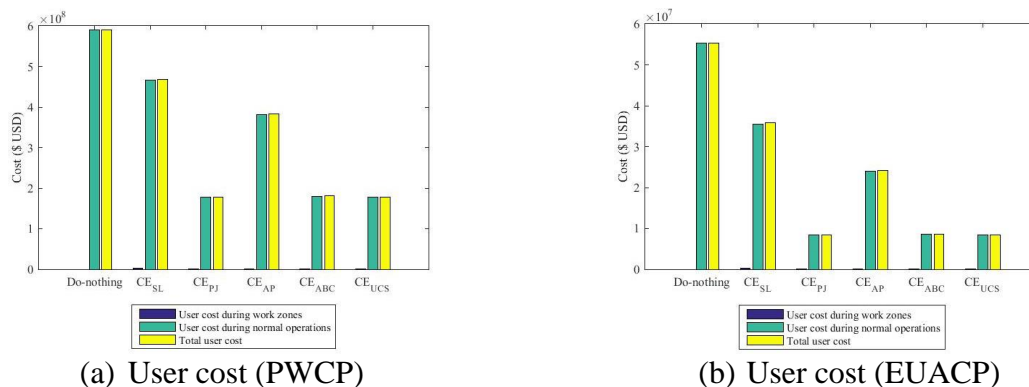 ×10⁸
6
5
4
3
2
1
0
Cost ($ USD)
Do-nothing CE_SL CE_PJ CE_AP CE_ABC CE_UCS
User cost during work zones
User cost during normal operations
Total user cost
(a) User cost (PWCP)
×10⁷
6
5
4
3
2
1
0
Cost ($ USD)
Do-nothing CE_SL CE_PJ CE_AP CE_ABC CE_UCS
User cost during work zones
User cost during normal operations
Total user cost
(b) User cost (EUACP)